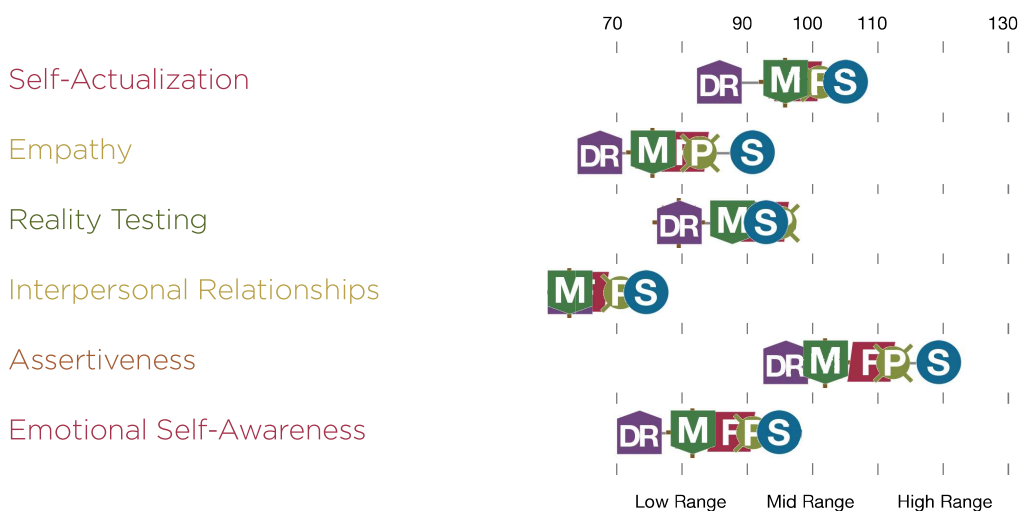 70 90 100 110 130
Self-Actualization DR M P S
Empathy DR M P S
Reality Testing DR M S
Interpersonal Relationships M P S
Assertiveness DR M F P S
Emotional Self-Awareness DR M F P S
Low Range Mid Range High Range